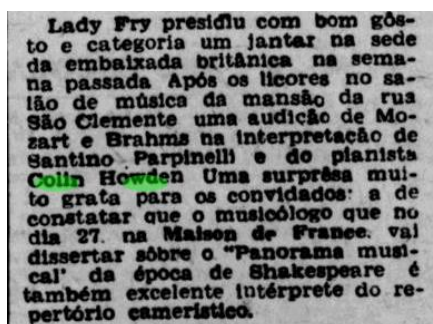 Lady Fry presidiu com bom gôs-
to e categoria um jantar na sede
da embaixada britânica na sema-
na passada Após os licores no sa-
lão de música da mansão da rua
São Clemente uma audição de Mo-
zart e Brahms na interpretação de
Santino Parpinelli e do pianista
Colin Howden Uma surprêsa mui-
to grata para os convidados: a de
constatar que o musicólogo que no
dia 27. na Maison de France. vai
dissertar sôbre o "Panorama musi-
cal' da época de Shakespeare é
também excelente intérprete do re-
pertório camerístico.